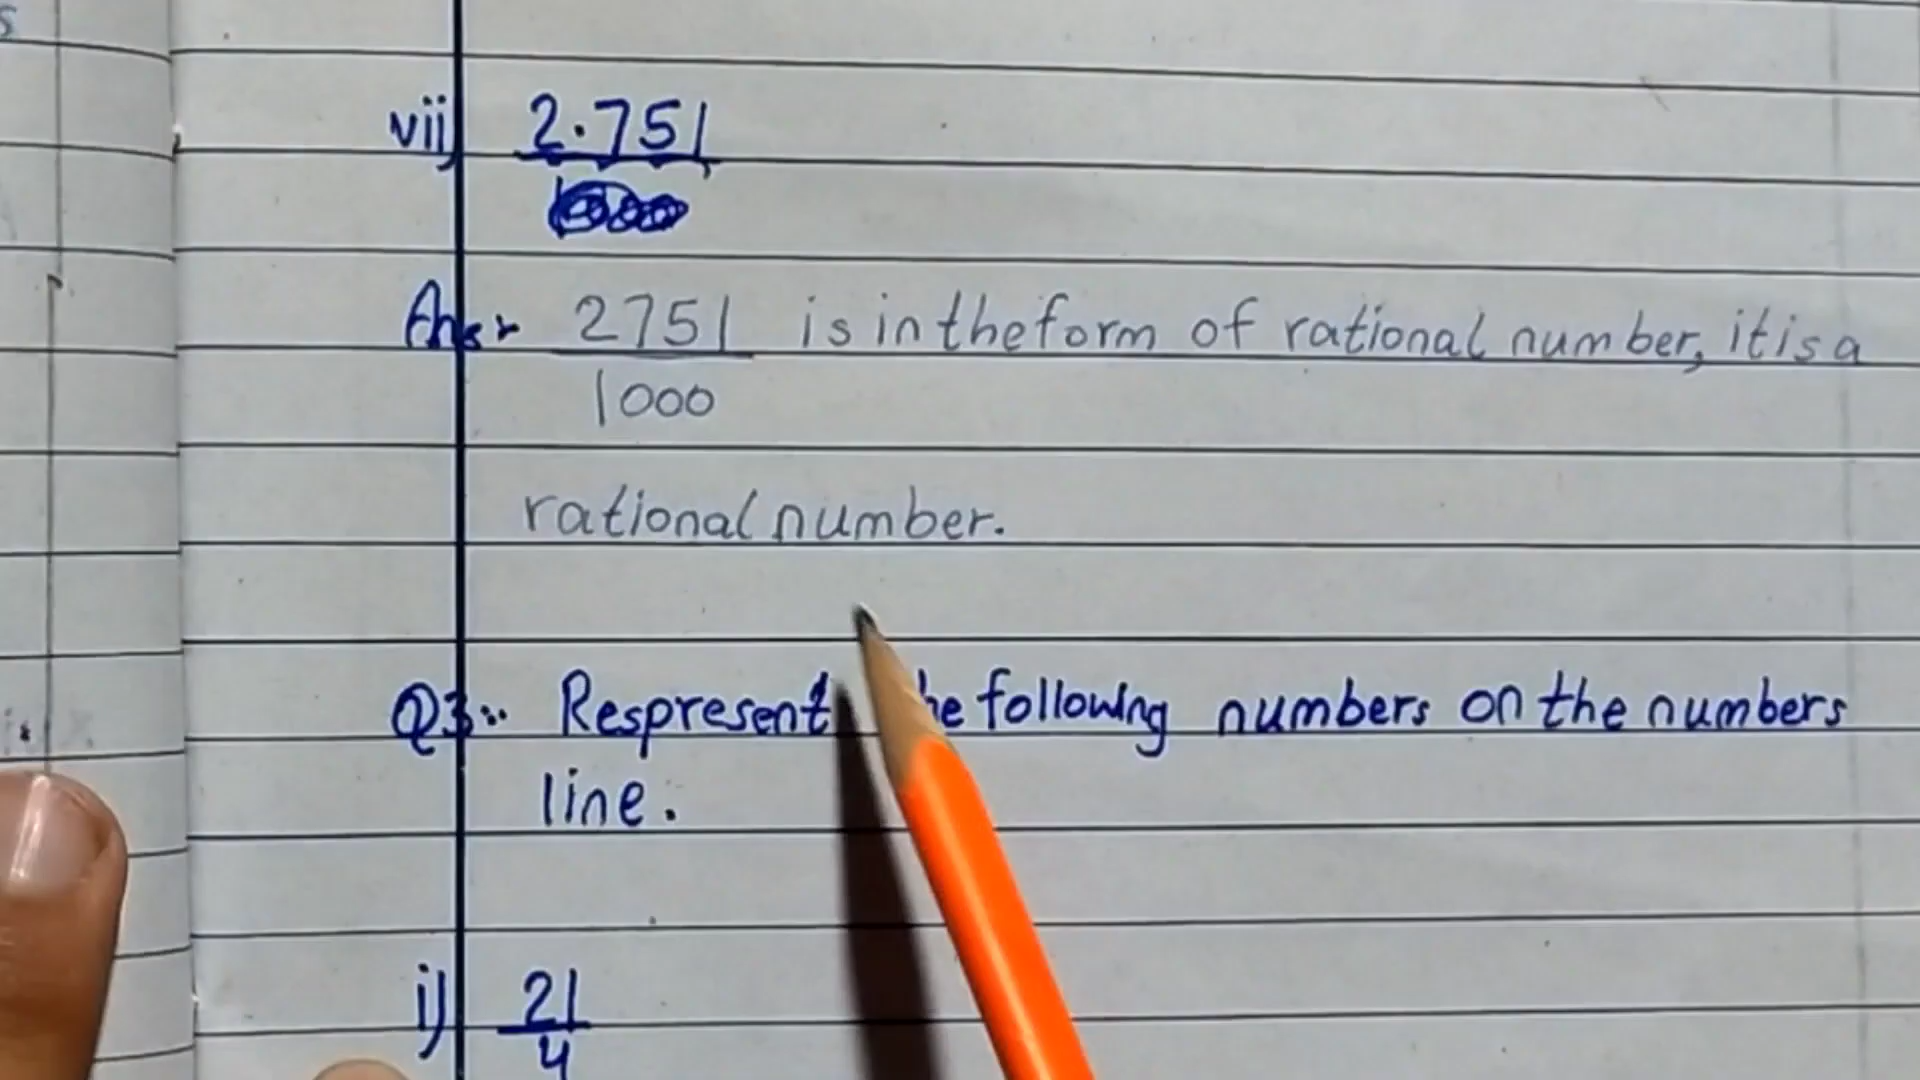 vii) 2.751
Ans:- 2751 is in the form of rational number, it is a
1000
rational number.
Q3:- Respresent he following numbers on the numbers
line.
i) 21
4